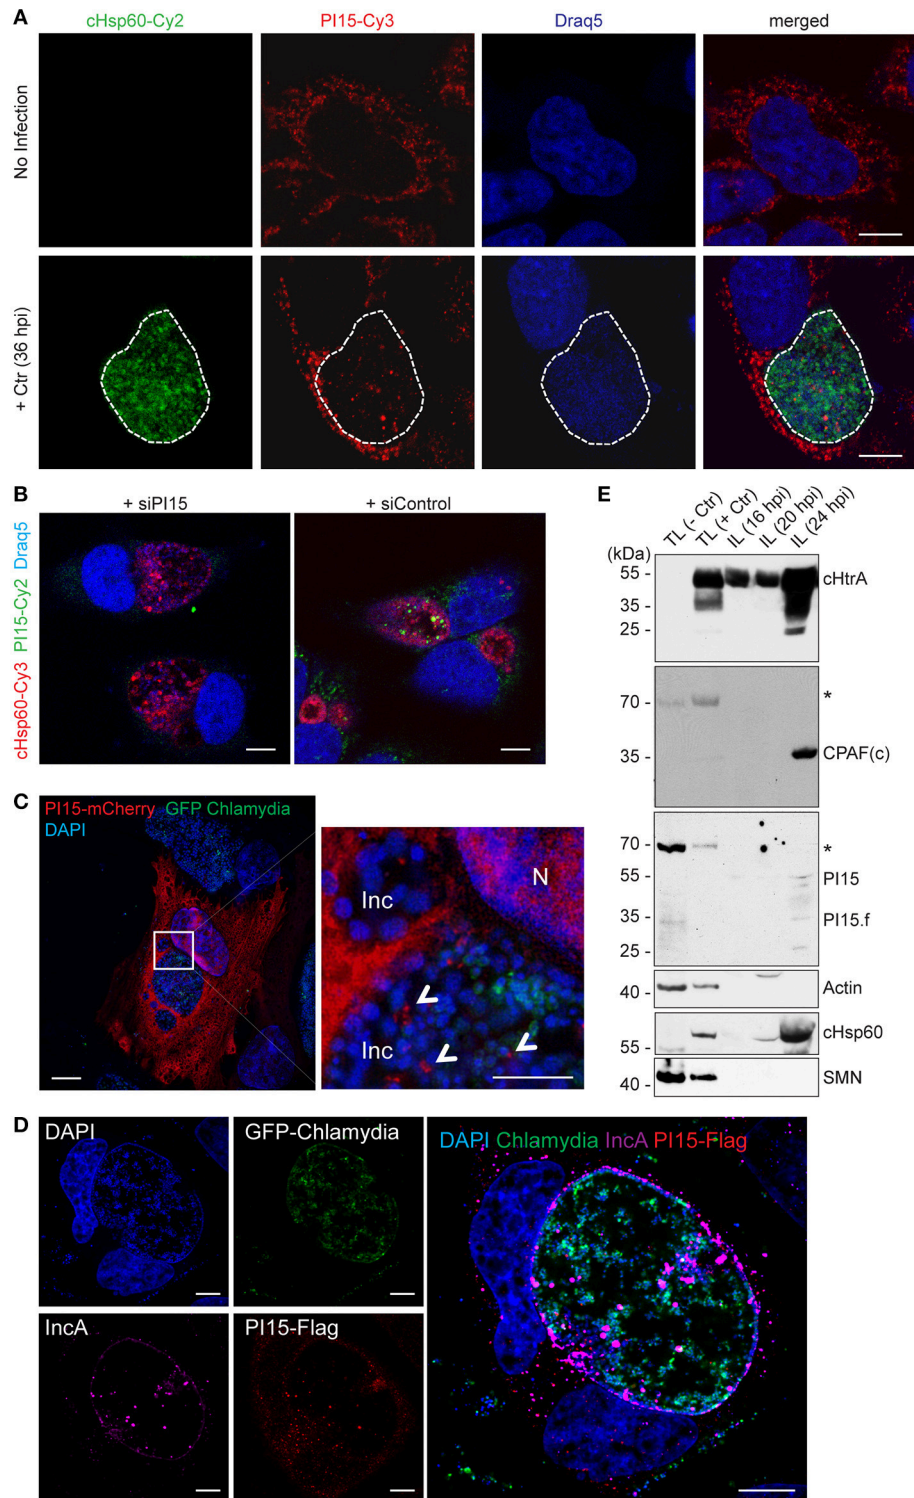 A
cHsp60-Cy2 PI15-Cy3 Draq5 merged
No Infection
+ Ctr (36 hpi)
B
+ siPI15 + siControl
cHsp60-Cy3 PI15-Cy2 Draq5
C
PI15-mCherry GFP Chlamydia
DAPI
Inc
N
Inc
D
DAPI
GFP-Chlamydia
IncA
PI15-Flag
DAPI Chlamydia IncA PI15-Flag
E
TL (- Ctr)
TL (+ Ctr)
IL (16 hpi)
IL (20 hpi)
IL (24 hpi)
(kDa)
55 -
35 -
25 -
cHtrA
70 -
35 -
*
CPAF(c)
70 -
55 -
35 -
25 -
*
PI15
PI15.f
40 -
Actin
55 -
cHsp60
40 -
SMN